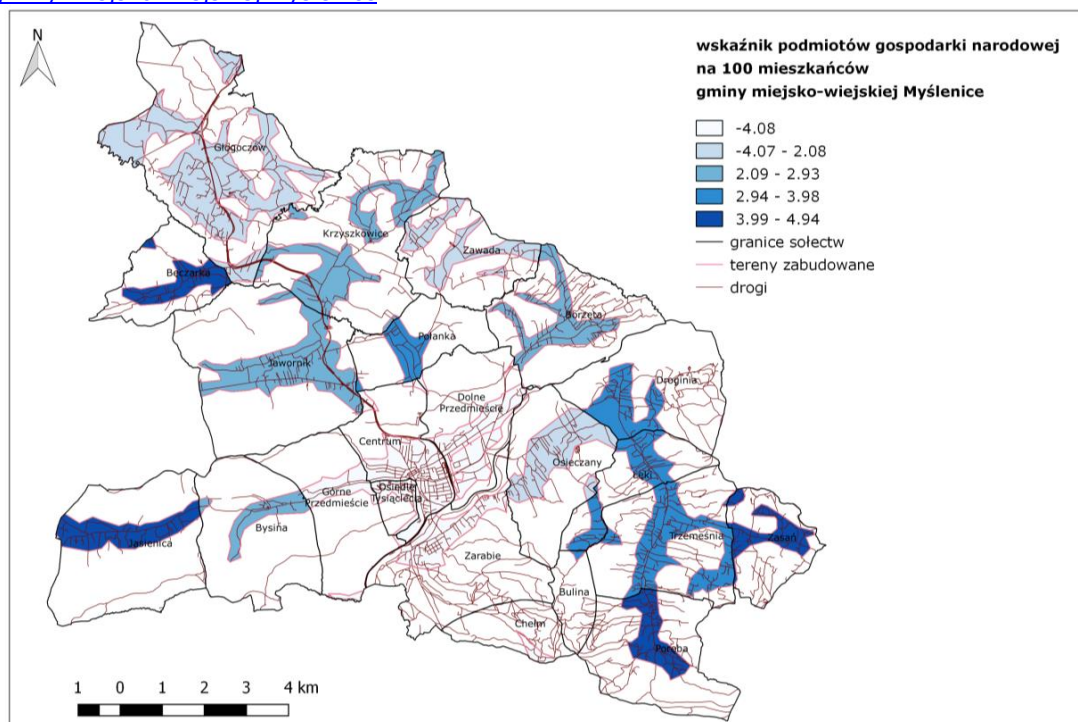 N
wskaźnik podmiotów gospodarki narodowej
na 100 mieszkańców
gminy miejsko-wiejskiej Myślenice
-4.08
-4.07 - 2.08
2.09 - 2.93
2.94 - 3.98
3.99 - 4.94
granice sołectw
tereny zabudowane
drogi
Głogoczów
Krzyszkowice
Zawada
Bęczarka
Borzęta
Polanka
Jawornik
Droginia
Dolne
Przedmieście
Centrum
Osieczany
Łęki
Osiedle
Tysiąclecia
Górne
Przedmieście
Bysina
Jasienica
Trzemeśnia
Zasań
Zarabie
Bulina
Chełm
Poręba
1 0 1 2 3 4 km